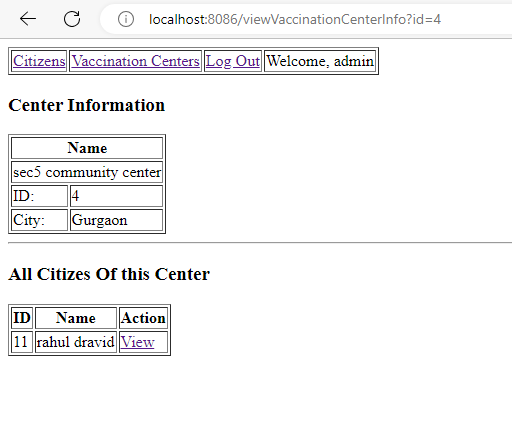 localhost:8086/viewVaccinationCenterInfo?id=4
Citizens Vaccination Centers Log Out Welcome, admin
Center Information
Name
sec5 community center
ID: 4
City: Gurgaon
All Citizes Of this Center
ID Name Action
11 rahul dravid View